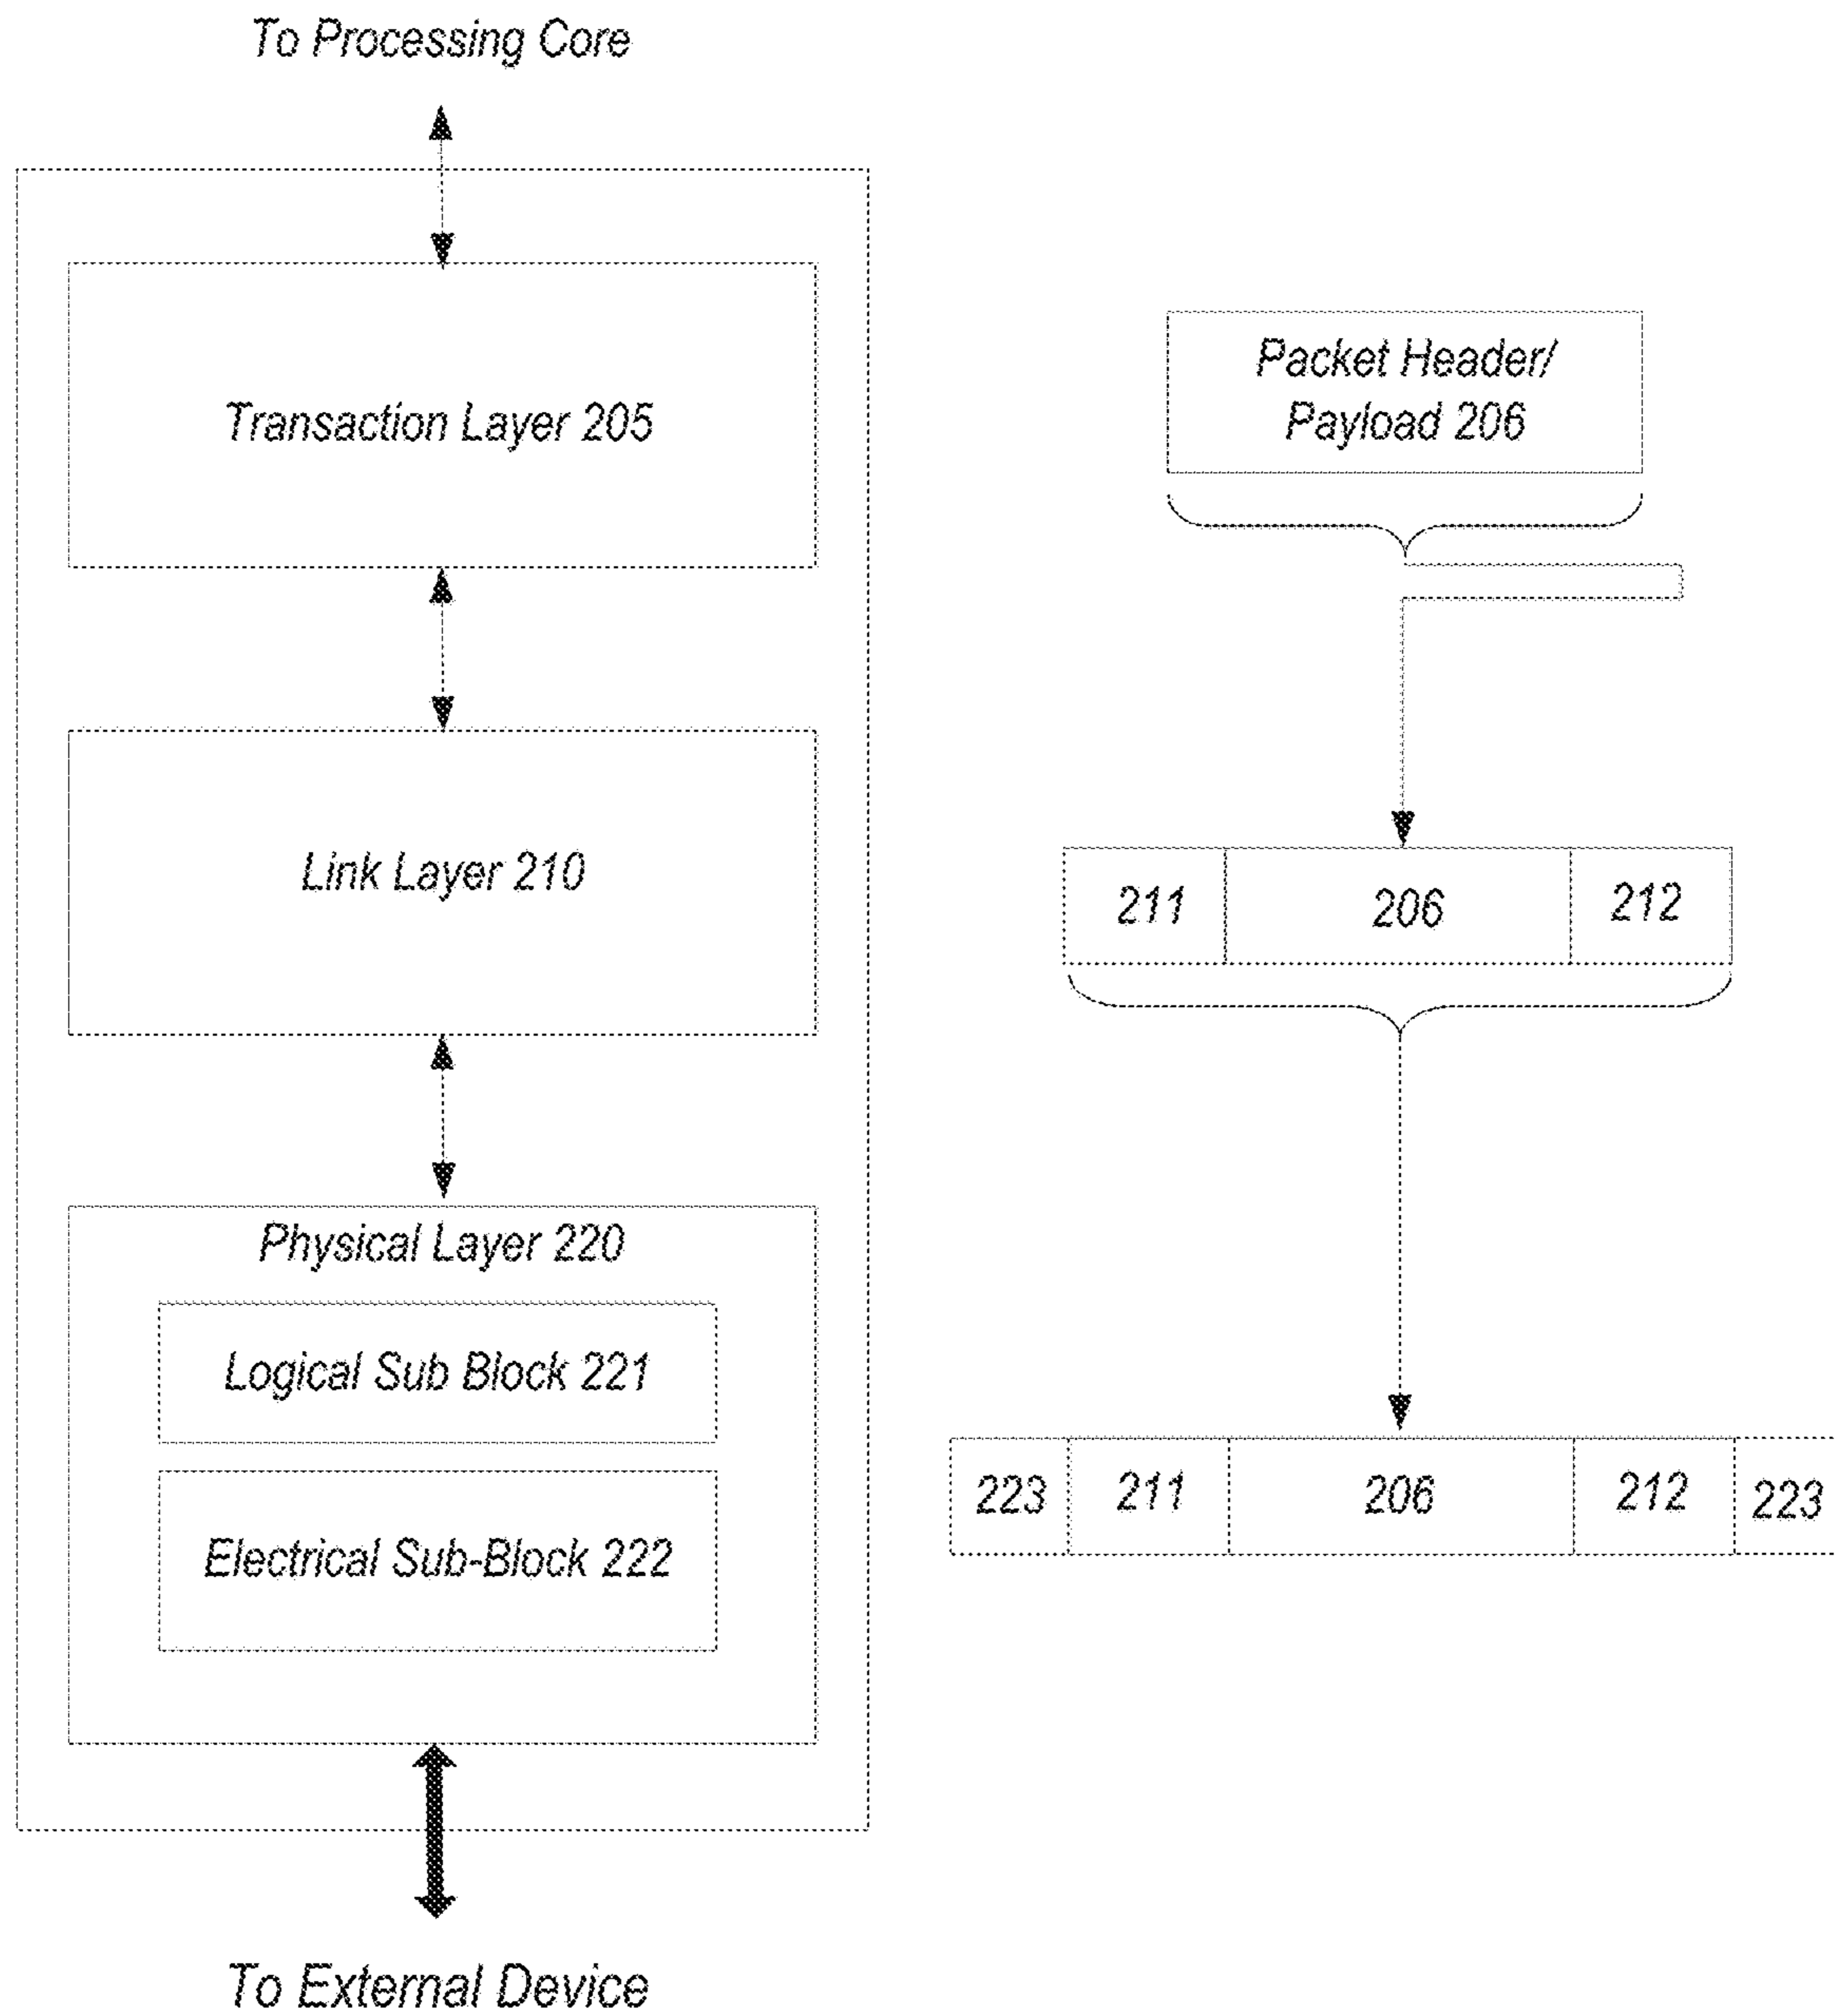 To Processing Core
Transaction Layer 205
Packet Header/
Payload 206
Link Layer 210
211 206 212
Physical Layer 220
Logical Sub Block 221
Electrical Sub-Block 222
223 211 206 212 223
To External Device